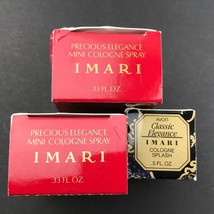 PRECIOUS ELEGANCE
MINI COLOGNE SPRAY
IMARI
.33 FL. OZ.
PRECIOUS ELEGANCE
MINI COLOGNE SPRAY
IMARI
.33 FL. OZ.
AVON
Classic
Elegance
IMARI
COLOGNE
SPLASH
.5 FL. OZ.